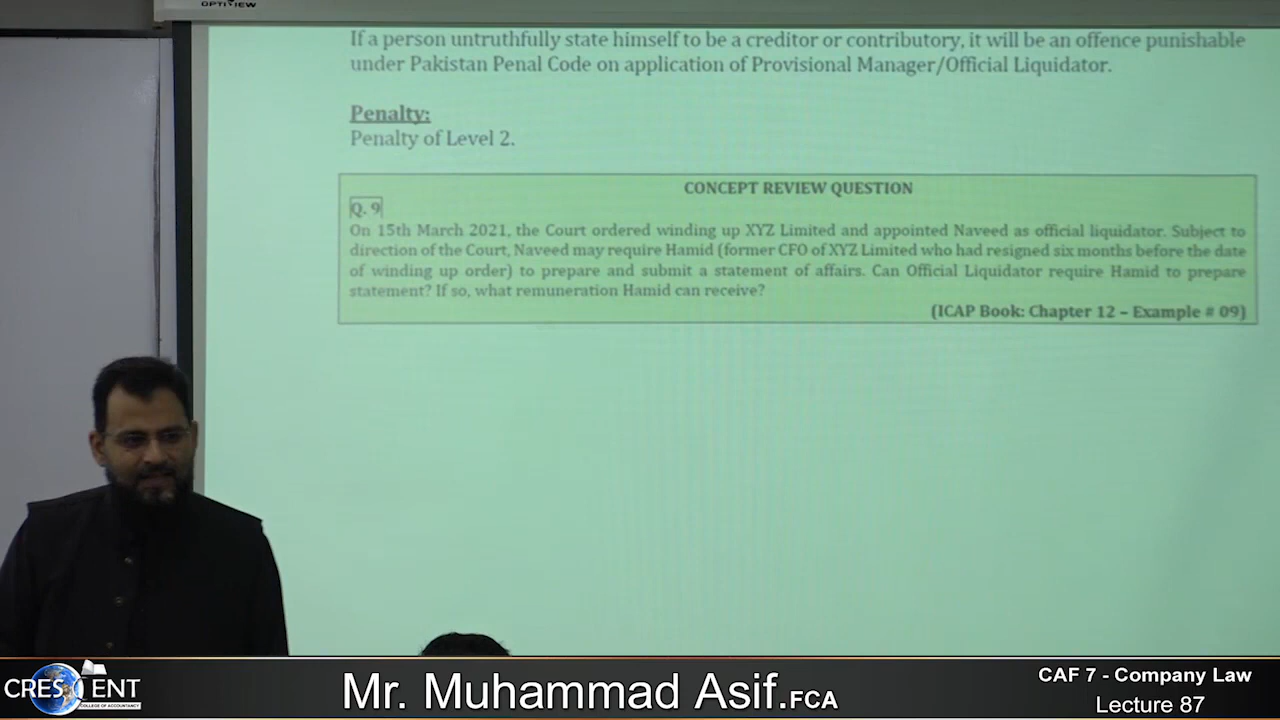 OPTIVIEW
If a person untruthfully state himself to be a creditor or contributory, it will be an offence punishable
under Pakistan Penal Code on application of Provisional Manager/Official Liquidator.
Penalty:
Penalty of Level 2.
CONCEPT REVIEW QUESTION
Q. 9
On 15th March 2021, the Court ordered winding up XYZ Limited and appointed Naveed as official liquidator. Subject to
direction of the Court, Naveed may require Hamid (former CFO of XYZ Limited who had resigned six months before the date
of winding up order) to prepare and submit a statement of affairs. Can Official Liquidator require Hamid to prepare
statement? If so, what remuneration Hamid can receive?
(ICAP Book: Chapter 12 – Example # 09)
CRESCENT
COLLEGE OF ACCOUNTANCY
Mr. Muhammad Asif.FCA
CAF 7 - Company Law
Lecture 87